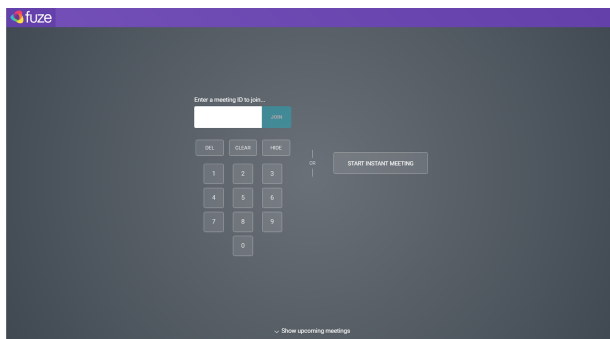 fuze
Enter a meeting ID to join...
JOIN
DEL CLEAR HIDE
1 2 3
4 5 6
7 8 9
0
OR
START INSTANT MEETING
Show upcoming meetings